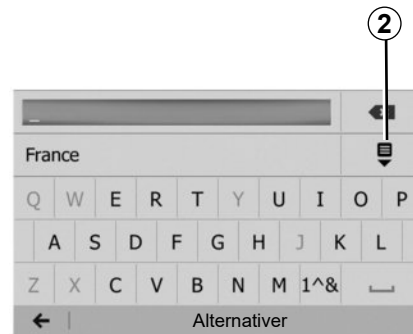 2
_
France
Q W E R T Y U I O P
A S D F G H J K L
Z X C V B N M 1^&
Alternativer